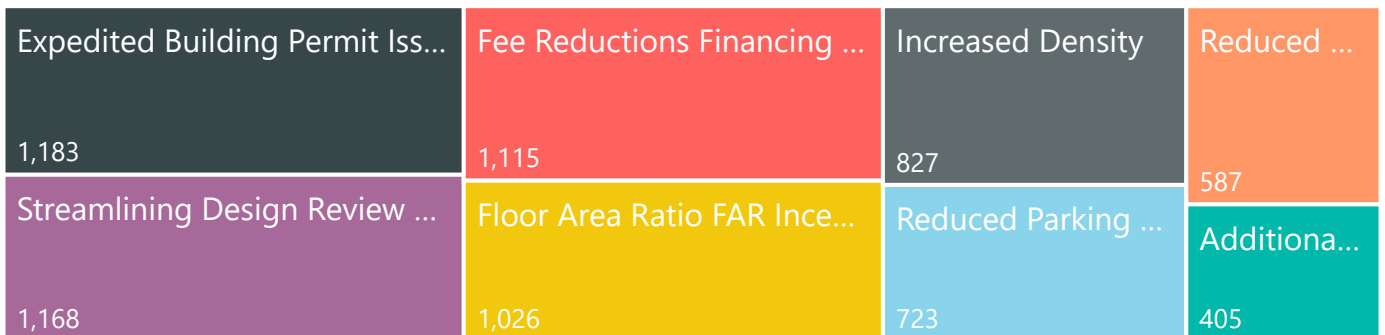 Expedited Building Permit Iss...
1,183
Streamlining Design Review ...
1,168
Fee Reductions Financing ...
1,115
Floor Area Ratio FAR Ince...
1,026
Increased Density
827
Reduced Parking ...
723
Reduced ...
587
Additiona...
405